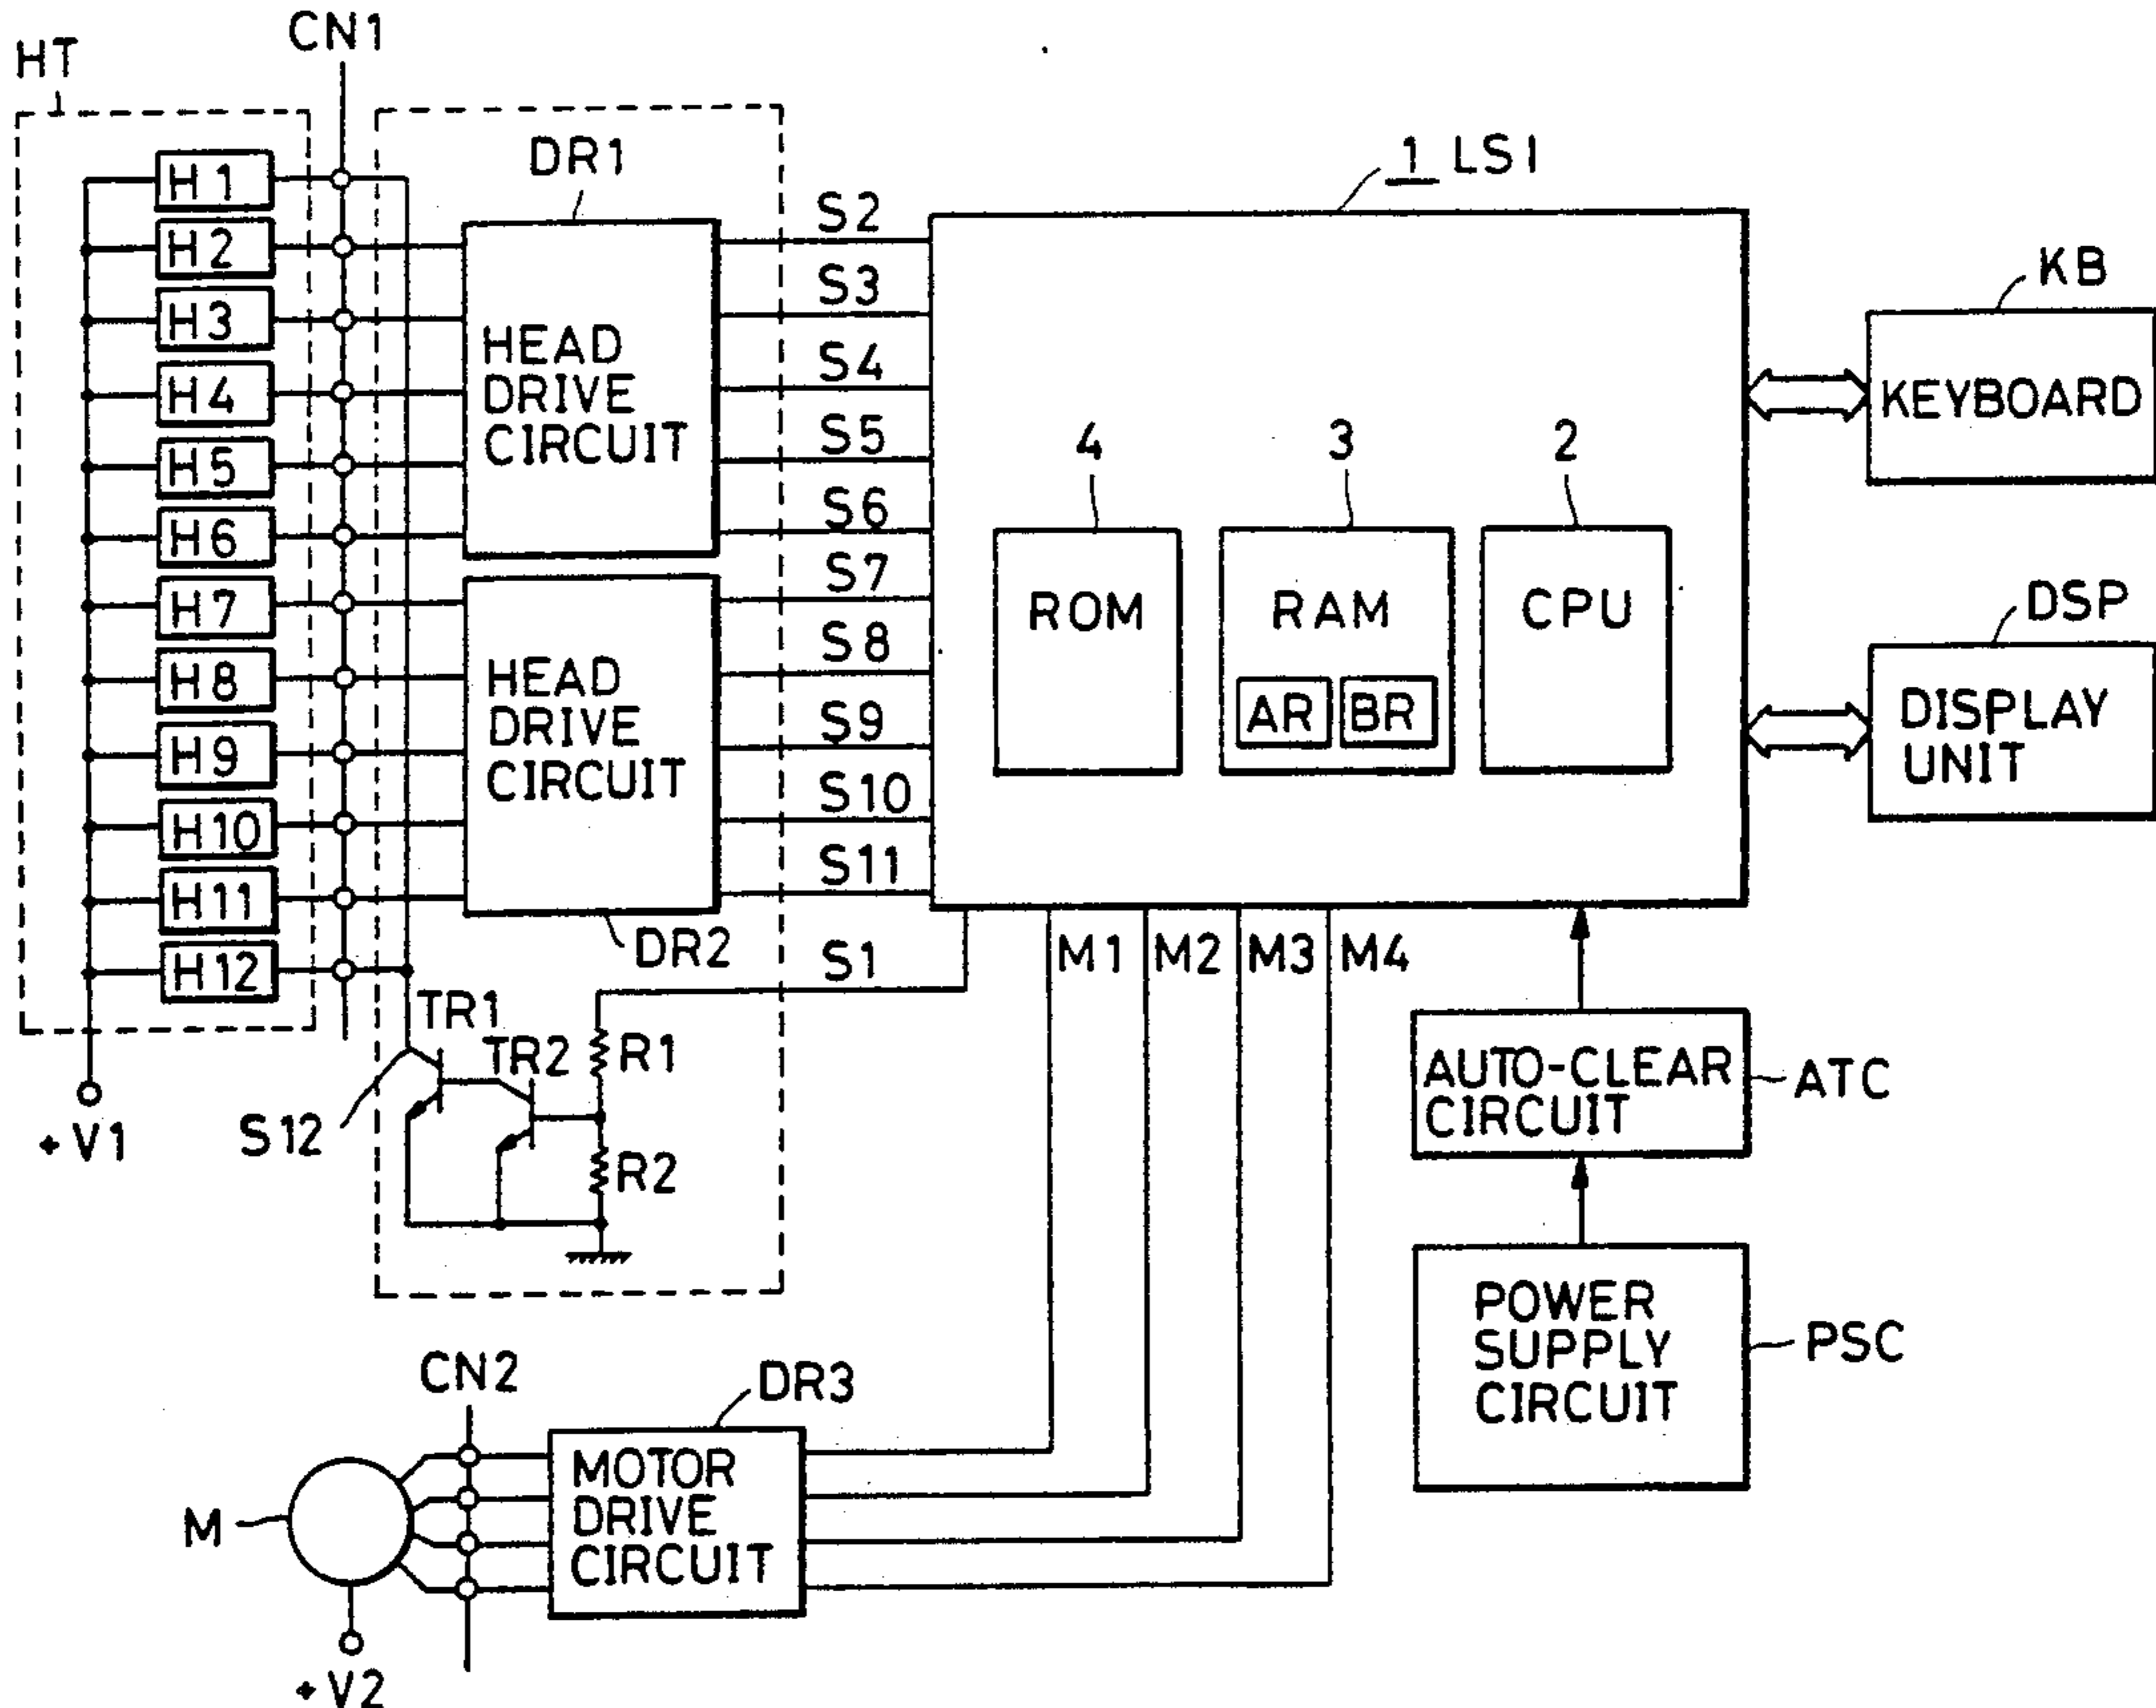 CN1
HT
DR1
1 LSI
H1
H2
H3
H4
H5
H6
H7
H8
H9
H10
H11
H12
HEAD
DRIVE
CIRCUIT
HEAD
DRIVE
CIRCUIT
DR2
S2
S3
S4
S5
S6
S7
S8
S9
S10
S11
S1
4
3
2
ROM
RAM
AR
BR
CPU
KB
KEYBOARD
DSP
DISPLAY
UNIT
M1
M2
M3
M4
TR1
TR2
R1
R2
S12
+V1
AUTO-CLEAR
CIRCUIT
ATC
POWER
SUPPLY
CIRCUIT
PSC
CN2
DR3
MOTOR
DRIVE
CIRCUIT
M
+V2